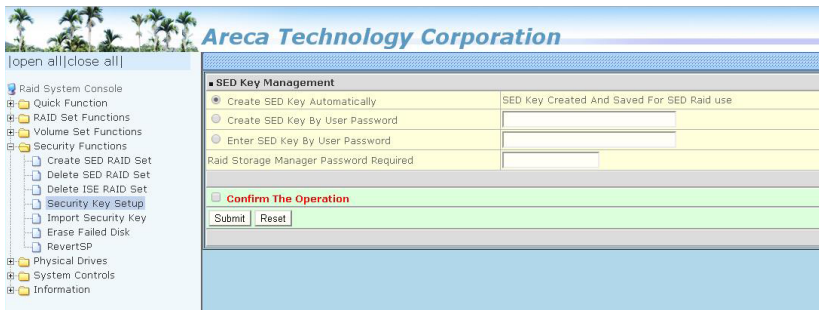 Areca Technology Corporation
|open all|close all|
Raid System Console
Quick Function
RAID Set Functions
Volume Set Functions
Security Functions
Create SED RAID Set
Delete SED RAID Set
Delete ISE RAID Set
Security Key Setup
Import Security Key
Erase Failed Disk
RevertSP
Physical Drives
System Controls
Information
SED Key Management
Create SED Key Automatically SED Key Created And Saved For SED Raid use
Create SED Key By User Password
Enter SED Key By User Password
Raid Storage Manager Password Required
Confirm The Operation
Submit Reset